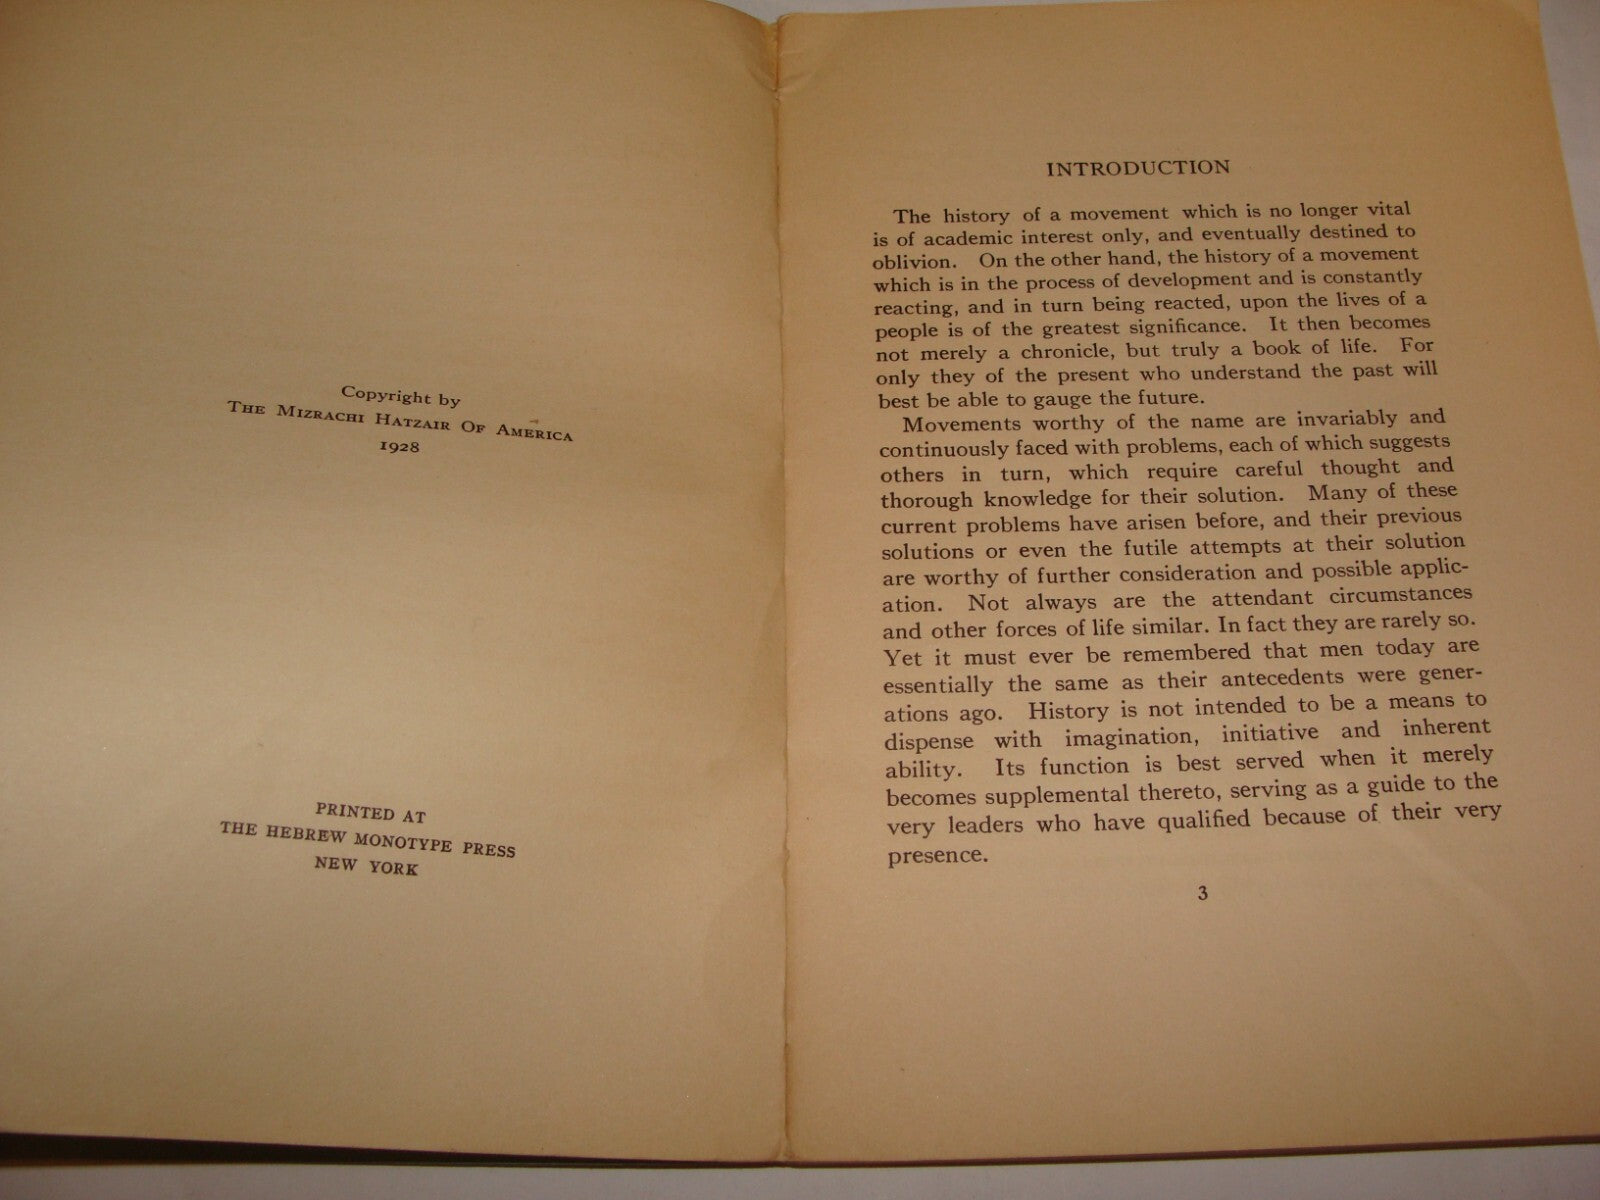 Copyright by
The Mizrachi Hatzair Of America
1928
PRINTED AT
THE HEBREW MONOTYPE PRESS
NEW YORK
INTRODUCTION
The history of a movement which is no longer vital
is of academic interest only, and eventually destined to
oblivion. On the other hand, the history of a movement
which is in the process of development and is constantly
reacting, and in turn being reacted, upon the lives of a
people is of the greatest significance. It then becomes
not merely a chronicle, but truly a book of life. For
only they of the present who understand the past will
best be able to gauge the future.
Movements worthy of the name are invariably and
continuously faced with problems, each of which suggests
others in turn, which require careful thought and
thorough knowledge for their solution. Many of these
current problems have arisen before, and their previous
solutions or even the futile attempts at their solution
are worthy of further consideration and possible applic-
ation. Not always are the attendant circumstances
and other forces of life similar. In fact they are rarely so.
Yet it must ever be remembered that men today are
essentially the same as their antecedents were gener-
ations ago. History is not intended to be a means to
dispense with imagination, initiative and inherent
ability. Its function is best served when it merely
becomes supplemental thereto, serving as a guide to the
very leaders who have qualified because of their very
presence.
3